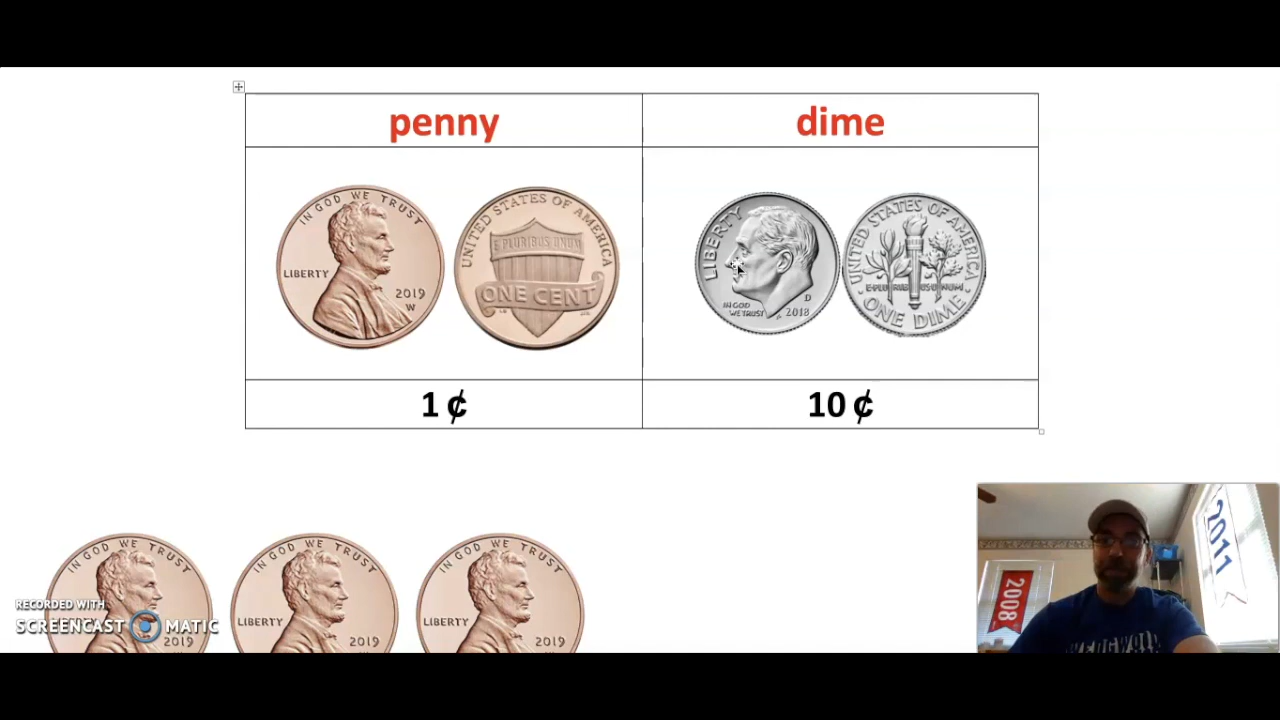 penny
dime
IN GOD WE TRUST
LIBERTY
2019
W
UNITED STATES OF AMERICA
E PLURIBUS UNUM
ONE CENT
LIBERTY
IN GOD
WE TRUST
D
2018
UNITED STATES OF AMERICA
E PLURIBUS UNUM
ONE DIME
1 ¢
10 ¢
IN GOD WE TRUST
2019
IN GOD WE TRUST
LIBERTY
2019
IN GOD WE TRUST
LIBERTY
2019
RECORDED WITH
SCREENCAST MATIC
2008
2011